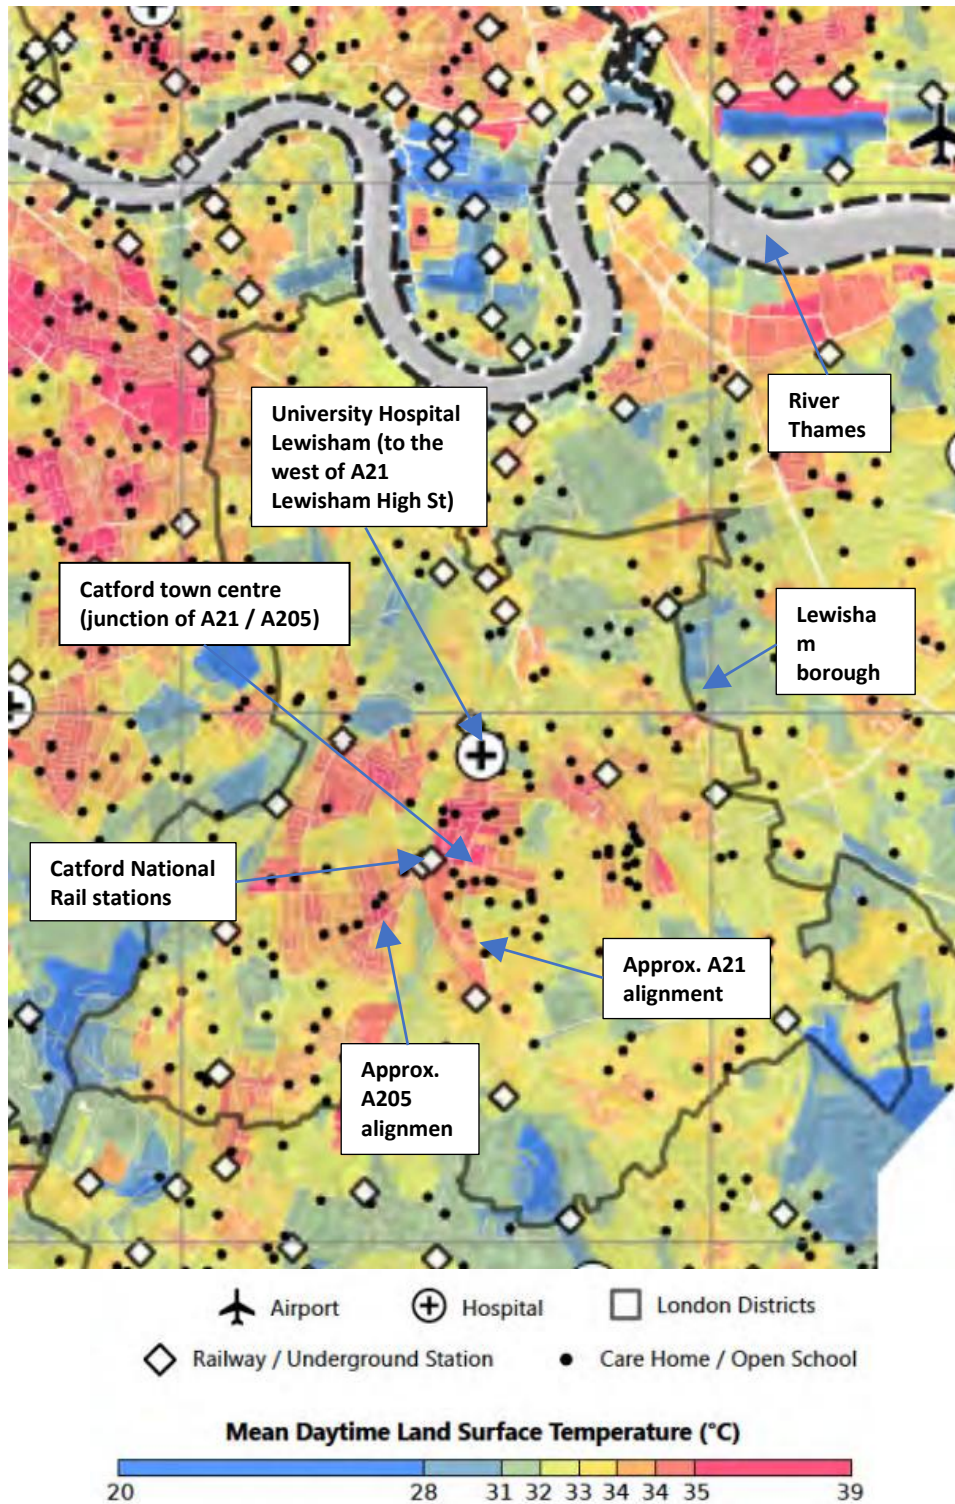 University Hospital
Lewisham (to the
west of A21
Lewisham High St)
River
Thames
Catford town centre
(junction of A21 / A205)
Lewisha
m
borough
Catford National
Rail stations
Approx. A21
alignment
Approx.
A205
alignmen
Airport
Hospital
London Districts
Railway / Underground Station
Care Home / Open School
Mean Daytime Land Surface Temperature (°C)
20 28 31 32 33 34 34 35 39